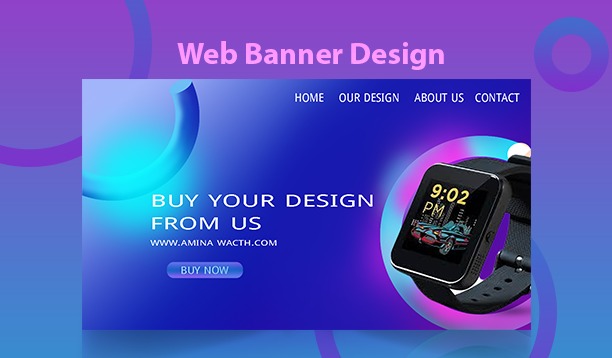 Web Banner Design
HOME OUR DESIGN ABOUT US CONTACT
9:02
PM
BUY YOUR DESIGN
FROM US
WWW.AMINA WACTH.COM
BUY NOW